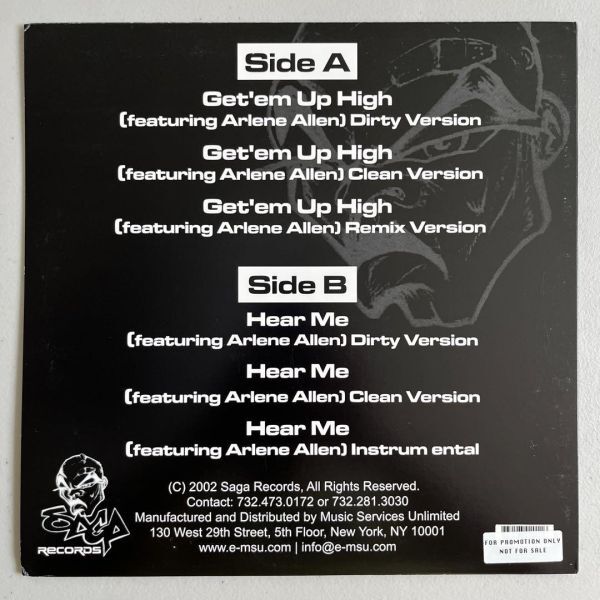 Side A
Get'em Up High
(featuring Arlene Allen) Dirty Version
Get'em Up High
(featuring Arlene Allen) Clean Version
Get'em Up High
(featuring Arlene Allen) Remix Version
Side B
Hear Me
(featuring Arlene Allen) Dirty Version
Hear Me
(featuring Arlene Allen) Clean Version
Hear Me
(featuring Arlene Allen) Instrum ental
(C) 2002 Saga Records, All Rights Reserved.
Contact: 732.473.0172 or 732.281.3030
Manufactured and Distributed by Music Services Unlimited
130 West 29th Street, 5th Floor, New York, NY 10001
www.e-msu.com | info@e-msu.com
SAGA
RECORDS
FOR PROMOTION ONLY
NOT FOR SALE